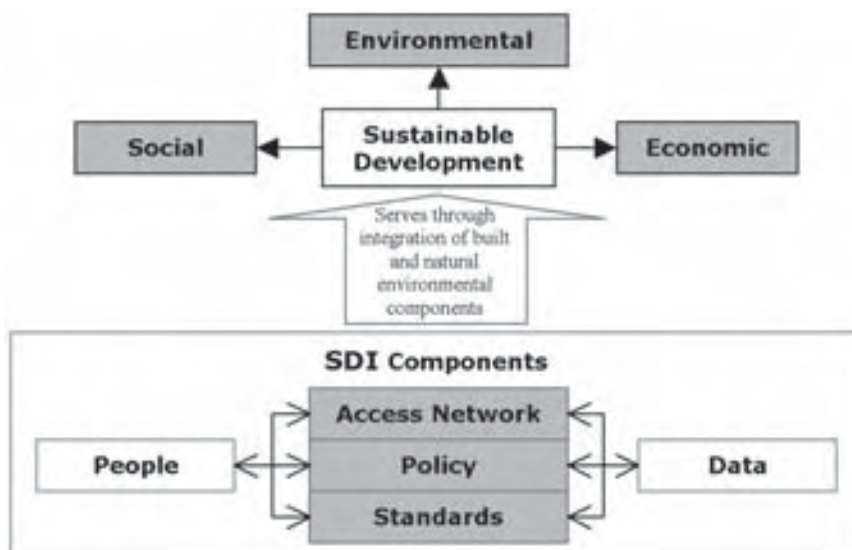 Environmental
Social
Sustainable
Development
Economic
Serves through
integration of built
and natural
environmental
components
SDI Components
Access Network
People
Policy
Data
Standards